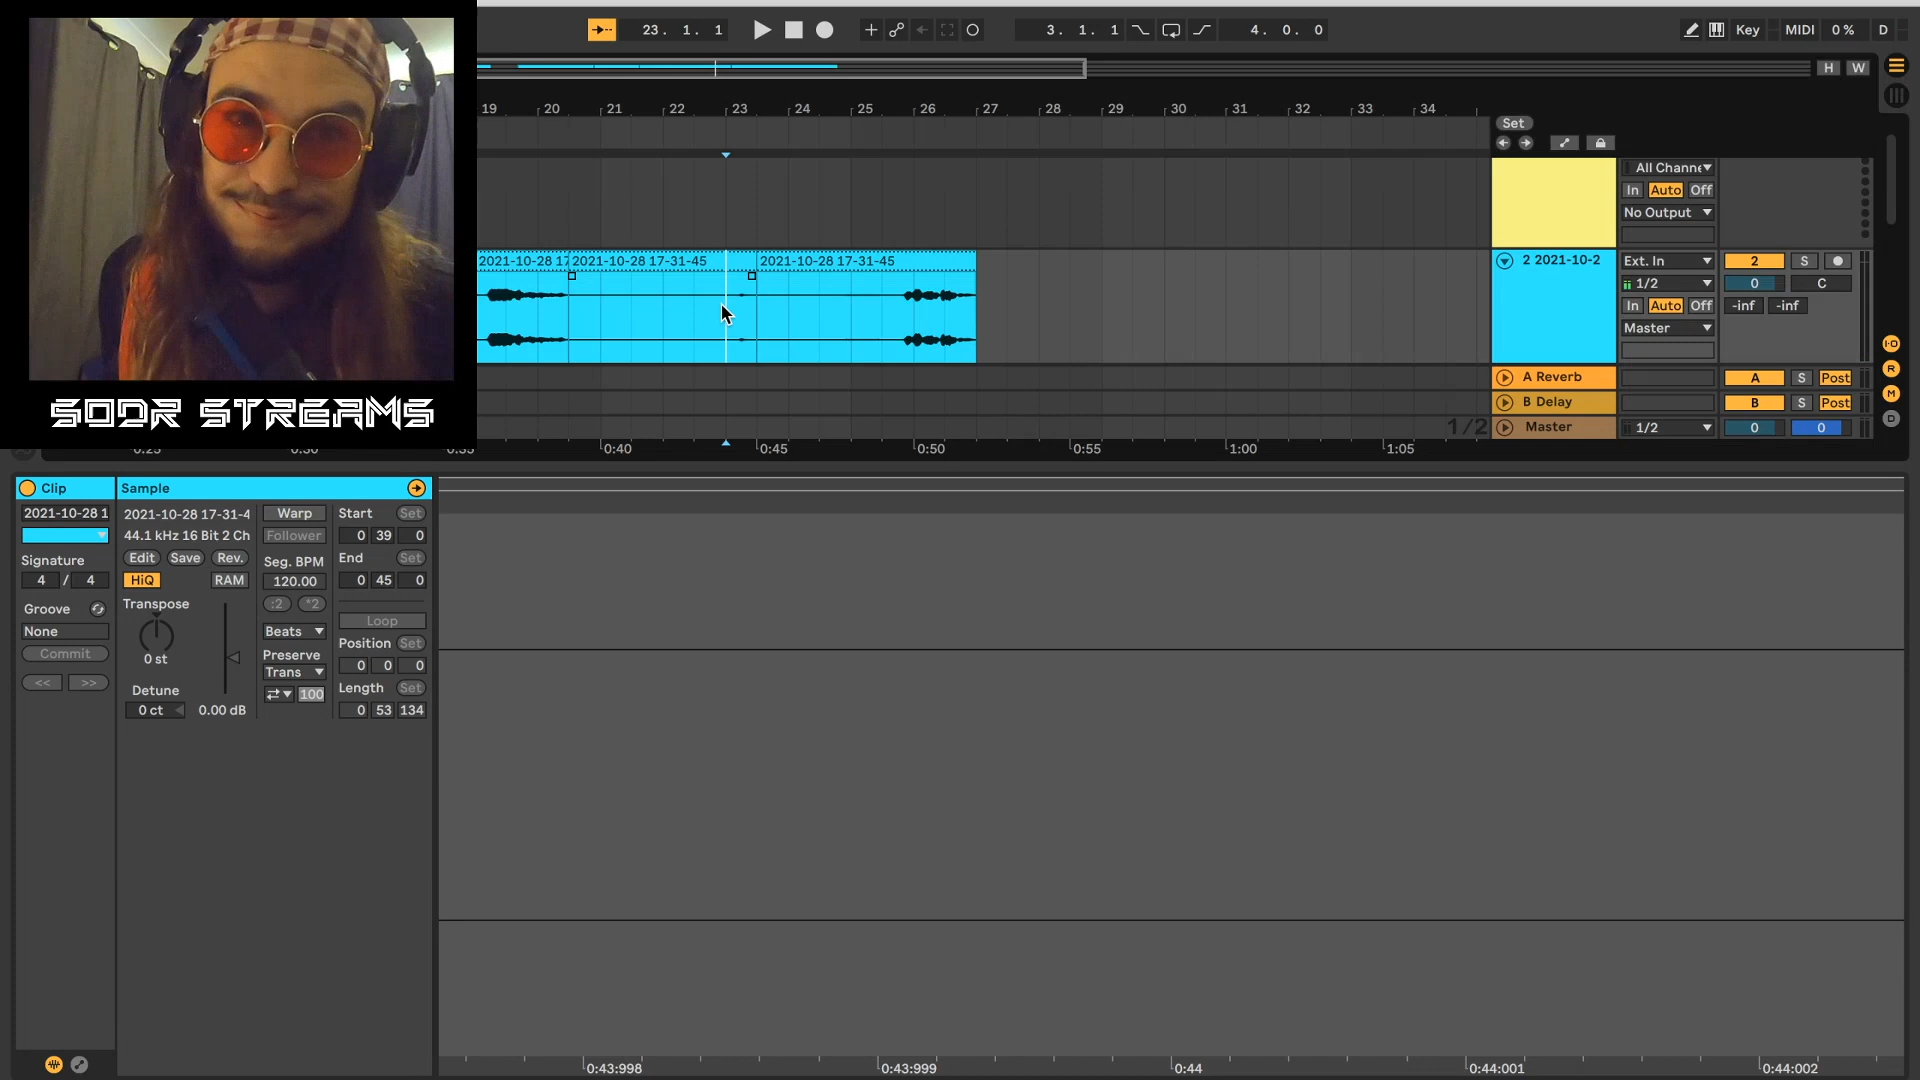 23. 1. 1
3. 1. 1
4. 0. 0
Key
MIDI
0 %
D
H
W
19 20 21 22 23 24 25 26 27 28 29 30 31 32 33 34
Set
All Channe
In Auto Off
No Output
2021-10-28 17
2021-10-28 17-31-45
2021-10-28 17-31-45
2 2021-10-2
Ext. In
2
S
1/2
0
C
In Auto Off
-inf
-inf
Master
A Reverb
A
S
Post
B Delay
B
S
Post
1/2
Master
1/2
0
0
I·O
R
M
D
SODR STREAMS
0:25 0:30 0:35 0:40 0:45 0:50 0:55 1:00 1:05
Clip
Sample
2021-10-28 1
2021-10-28 17-31-4
Warp
Start
Set
44.1 kHz 16 Bit 2 Ch
Follower
0 39 0
Signature
Edit
Save
Rev.
Seg. BPM
End
Set
4 / 4
HiQ
RAM
120.00
0 45 0
Groove
Transpose
:2
*2
Loop
None
Beats
Position
Set
Commit
0 st
Preserve
Trans
0 0 0
<<
>>
Detune
100
Length
Set
0 ct
0.00 dB
0 53 134
0:43:998 0:43:999 0:44 0:44:001 0:44:002